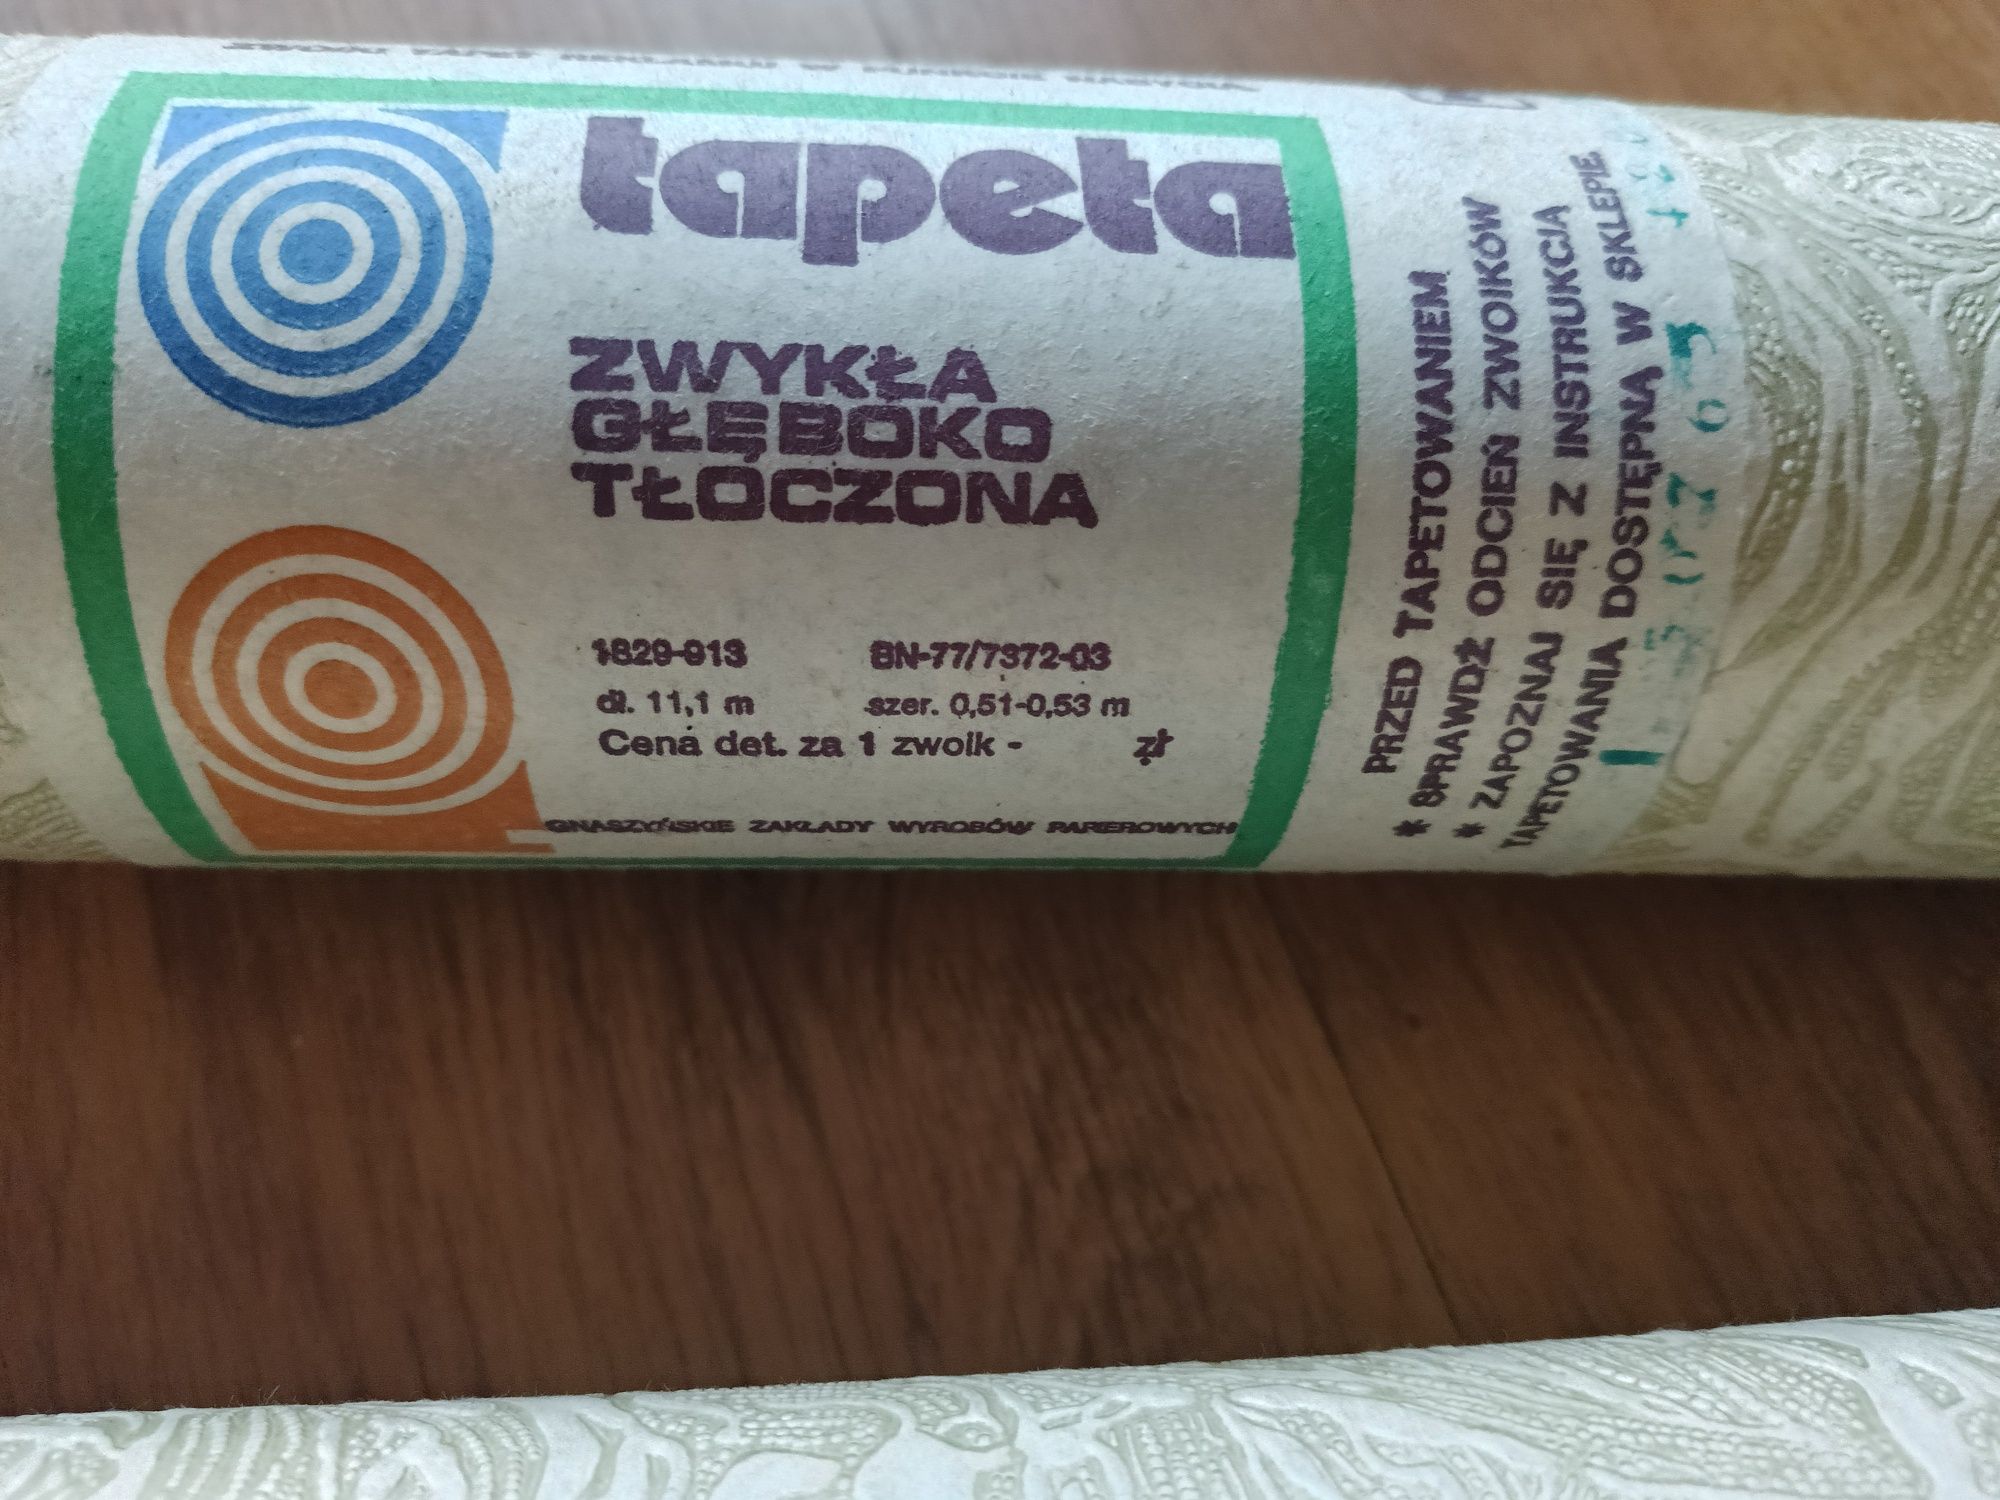 tapeta
ZWYKŁA
GŁĘBOKO
TŁOCZONA
1829-913 BN-77/7372-03
dł. 11,1 m szer. 0,51-0,53 m
Cena det. za 1 zwoik - zł
GNASZYŃSKIE ZAKŁADY WYROBÓW PAPIEROWYCH
PRZED TAPETOWANIEM
* SPRAWDŹ ODCIEŃ ZWOIKÓW
* ZAPOZNAJ SIĘ Z INSTRUKCJA
TAPETOWANIA DOSTĘPNĄ W SKLEPIE